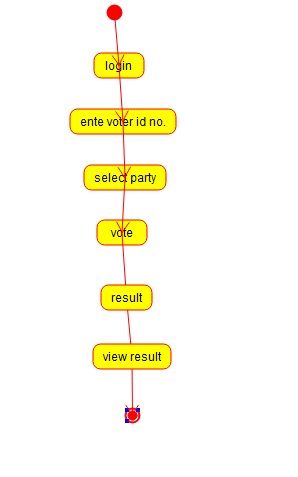 login
ente voter id no.
select party
vote
result
view result